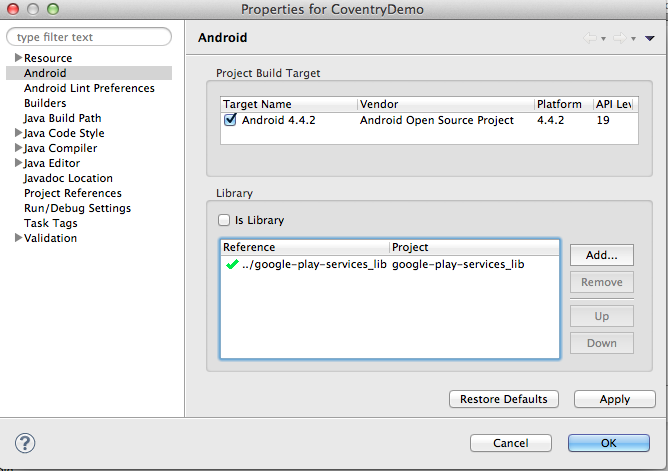 Properties for CoventryDemo
type filter text
Resource
Android
Android Lint Preferences
Builders
Java Build Path
Java Code Style
Java Compiler
Java Editor
Javadoc Location
Project References
Run/Debug Settings
Task Tags
Validation
Android
Project Build Target
Target Name Vendor Platform API Lev
Android 4.4.2 Android Open Source Project 4.4.2 19
Library
Is Library
Reference Project
../google-play-services_lib google-play-services_lib
Add...
Remove
Up
Down
Restore Defaults Apply
? Cancel OK